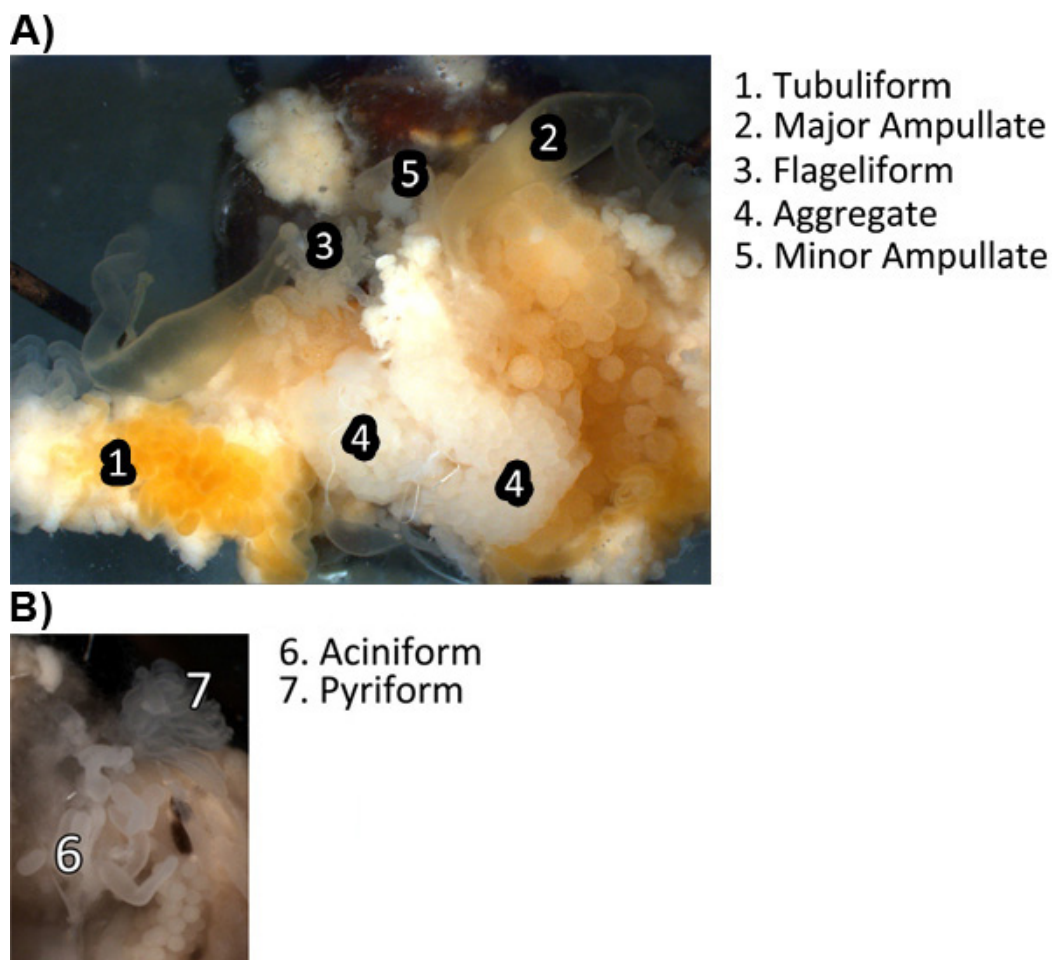 A)
1. Tubuliform
2. Major Ampullate
3. Flageliform
4. Aggregate
5. Minor Ampullate
2
5
3
4
1
4
B)
6. Aciniform
7. Pyriform
7
6